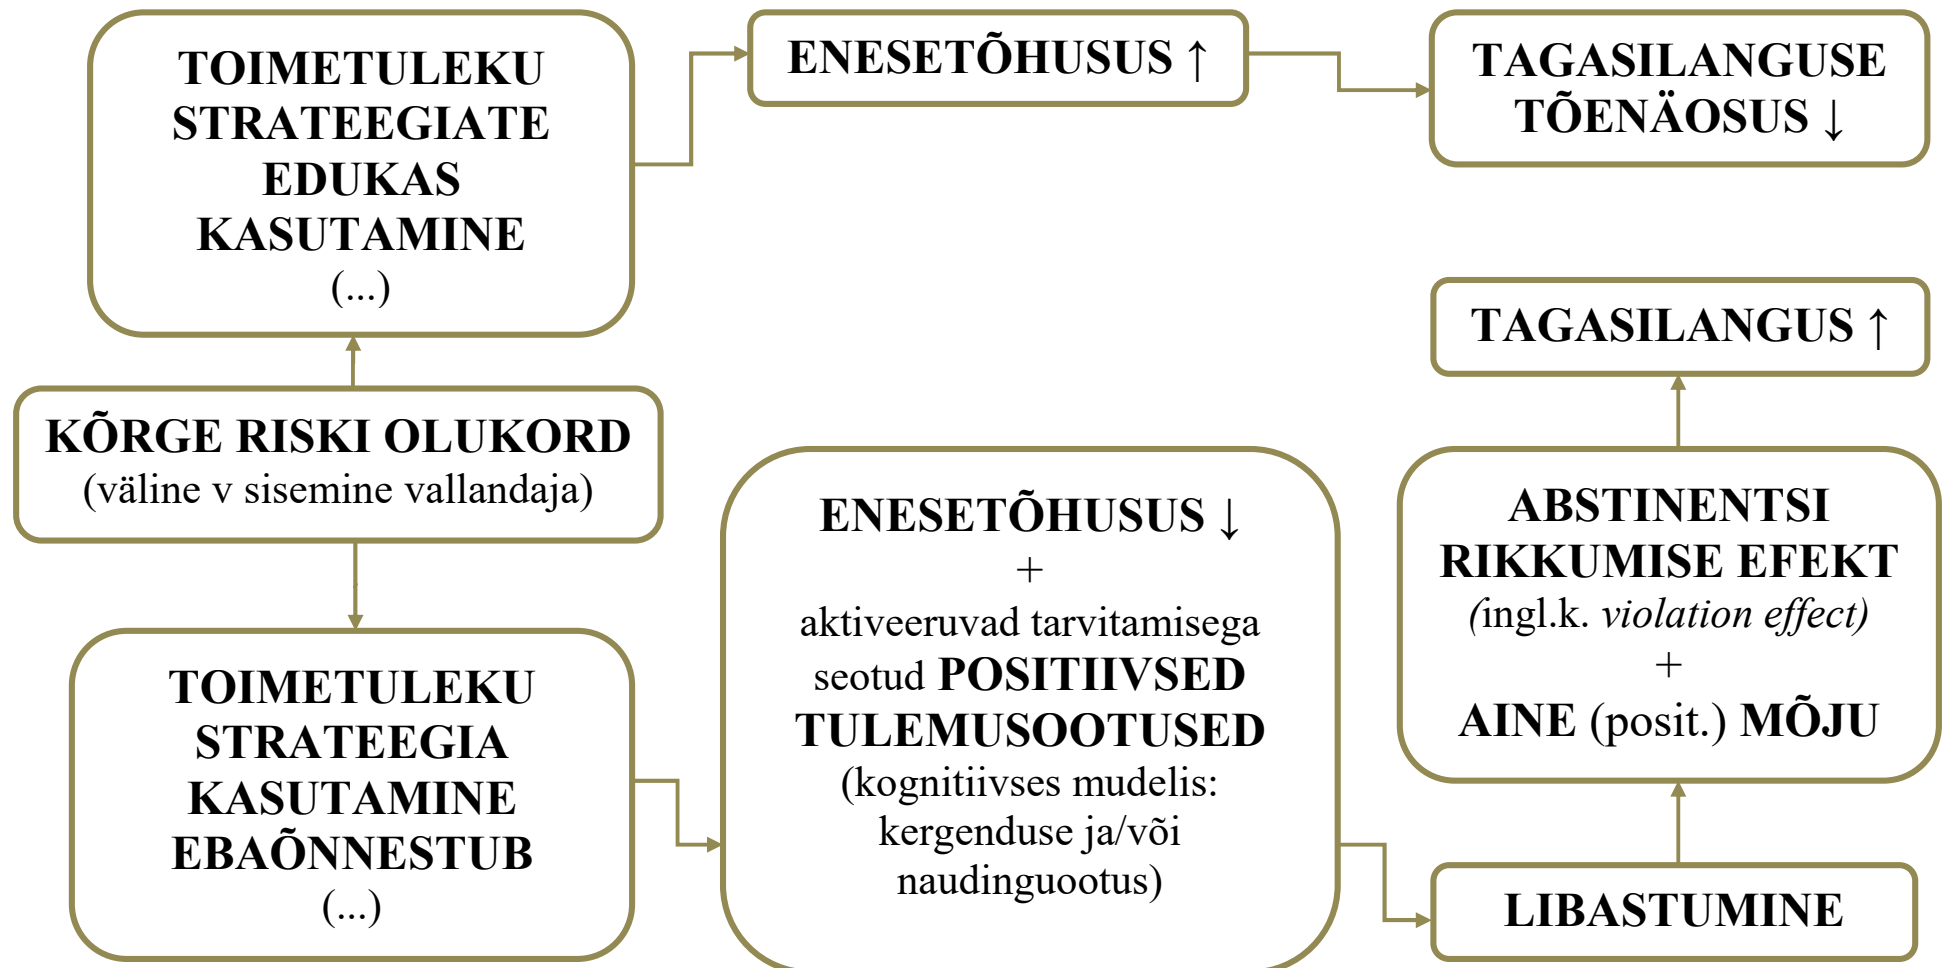 TOIMETULEKU
STRATEEGIATE
EDUKAS
KASUTAMINE
(...)
ENESETÕHUSUS ↑
TAGASILANGUSE
TÕENÄOSUS ↓
KÕRGE RISKI OLUKORD
(väline v sisemine vallandaja)
TOIMETULEKU
STRATEEGIA
KASUTAMINE
EBAÕNNESTUB
(...)
ENESETÕHUSUS ↓
+
aktiveeruvad tarvitamisega
seotud POSITIIVSED
TULEMUSOOTUSED
(kognitiivses mudelis:
kergenduse ja/või
naudinguootus)
LIBASTUMINE
ABSTINENTSI
RIKKUMISE EFEKT
(ingl.k. violation effect)
+
AINE (posit.) MÕJU
TAGASILANGUS ↑